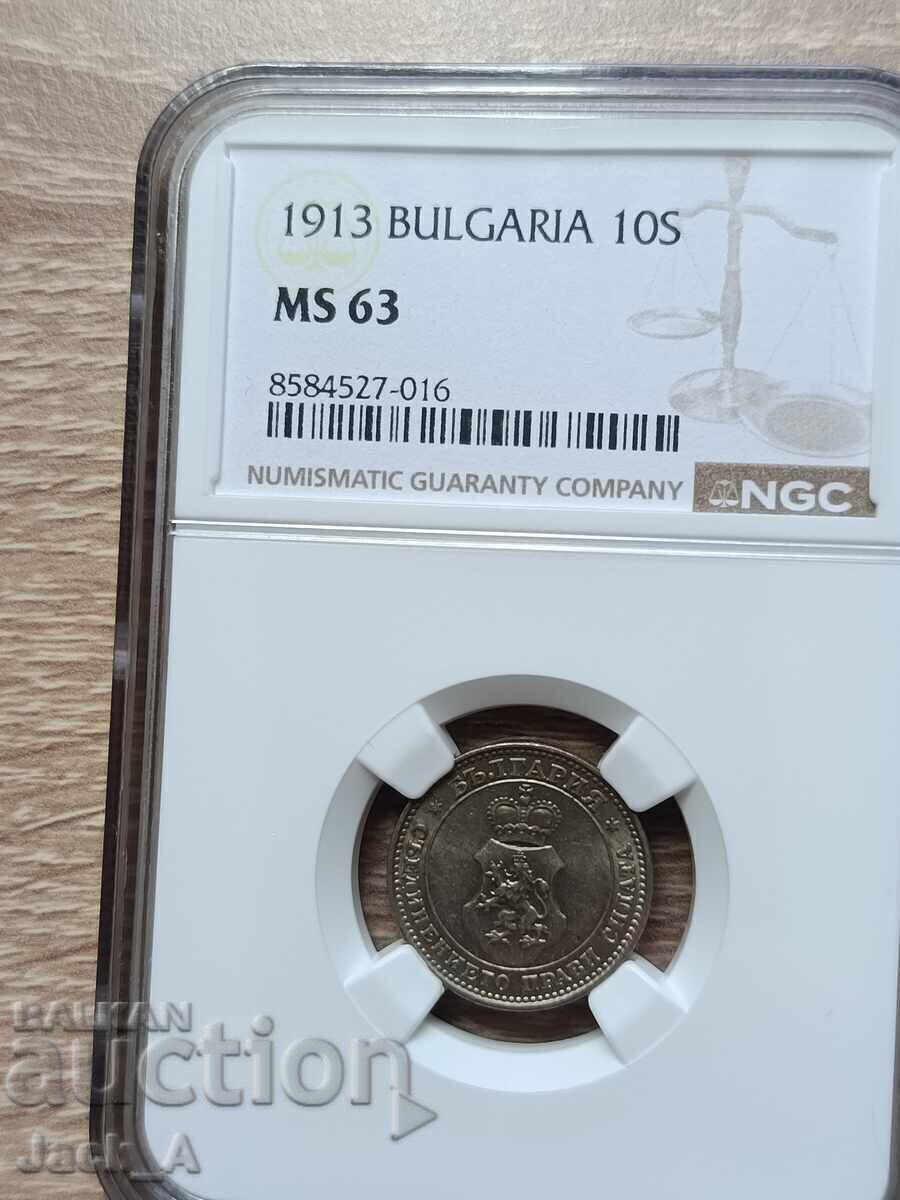 1913 BULGARIA 10S
MS 63
8584527-016
NUMISMATIC GUARANTY COMPANY
NGC
* БЪЛГАРИЯ *
СЪЕДИНЕНИЕТО ПРАВИ СИЛАТА
BALKAN
auction
Jack_A